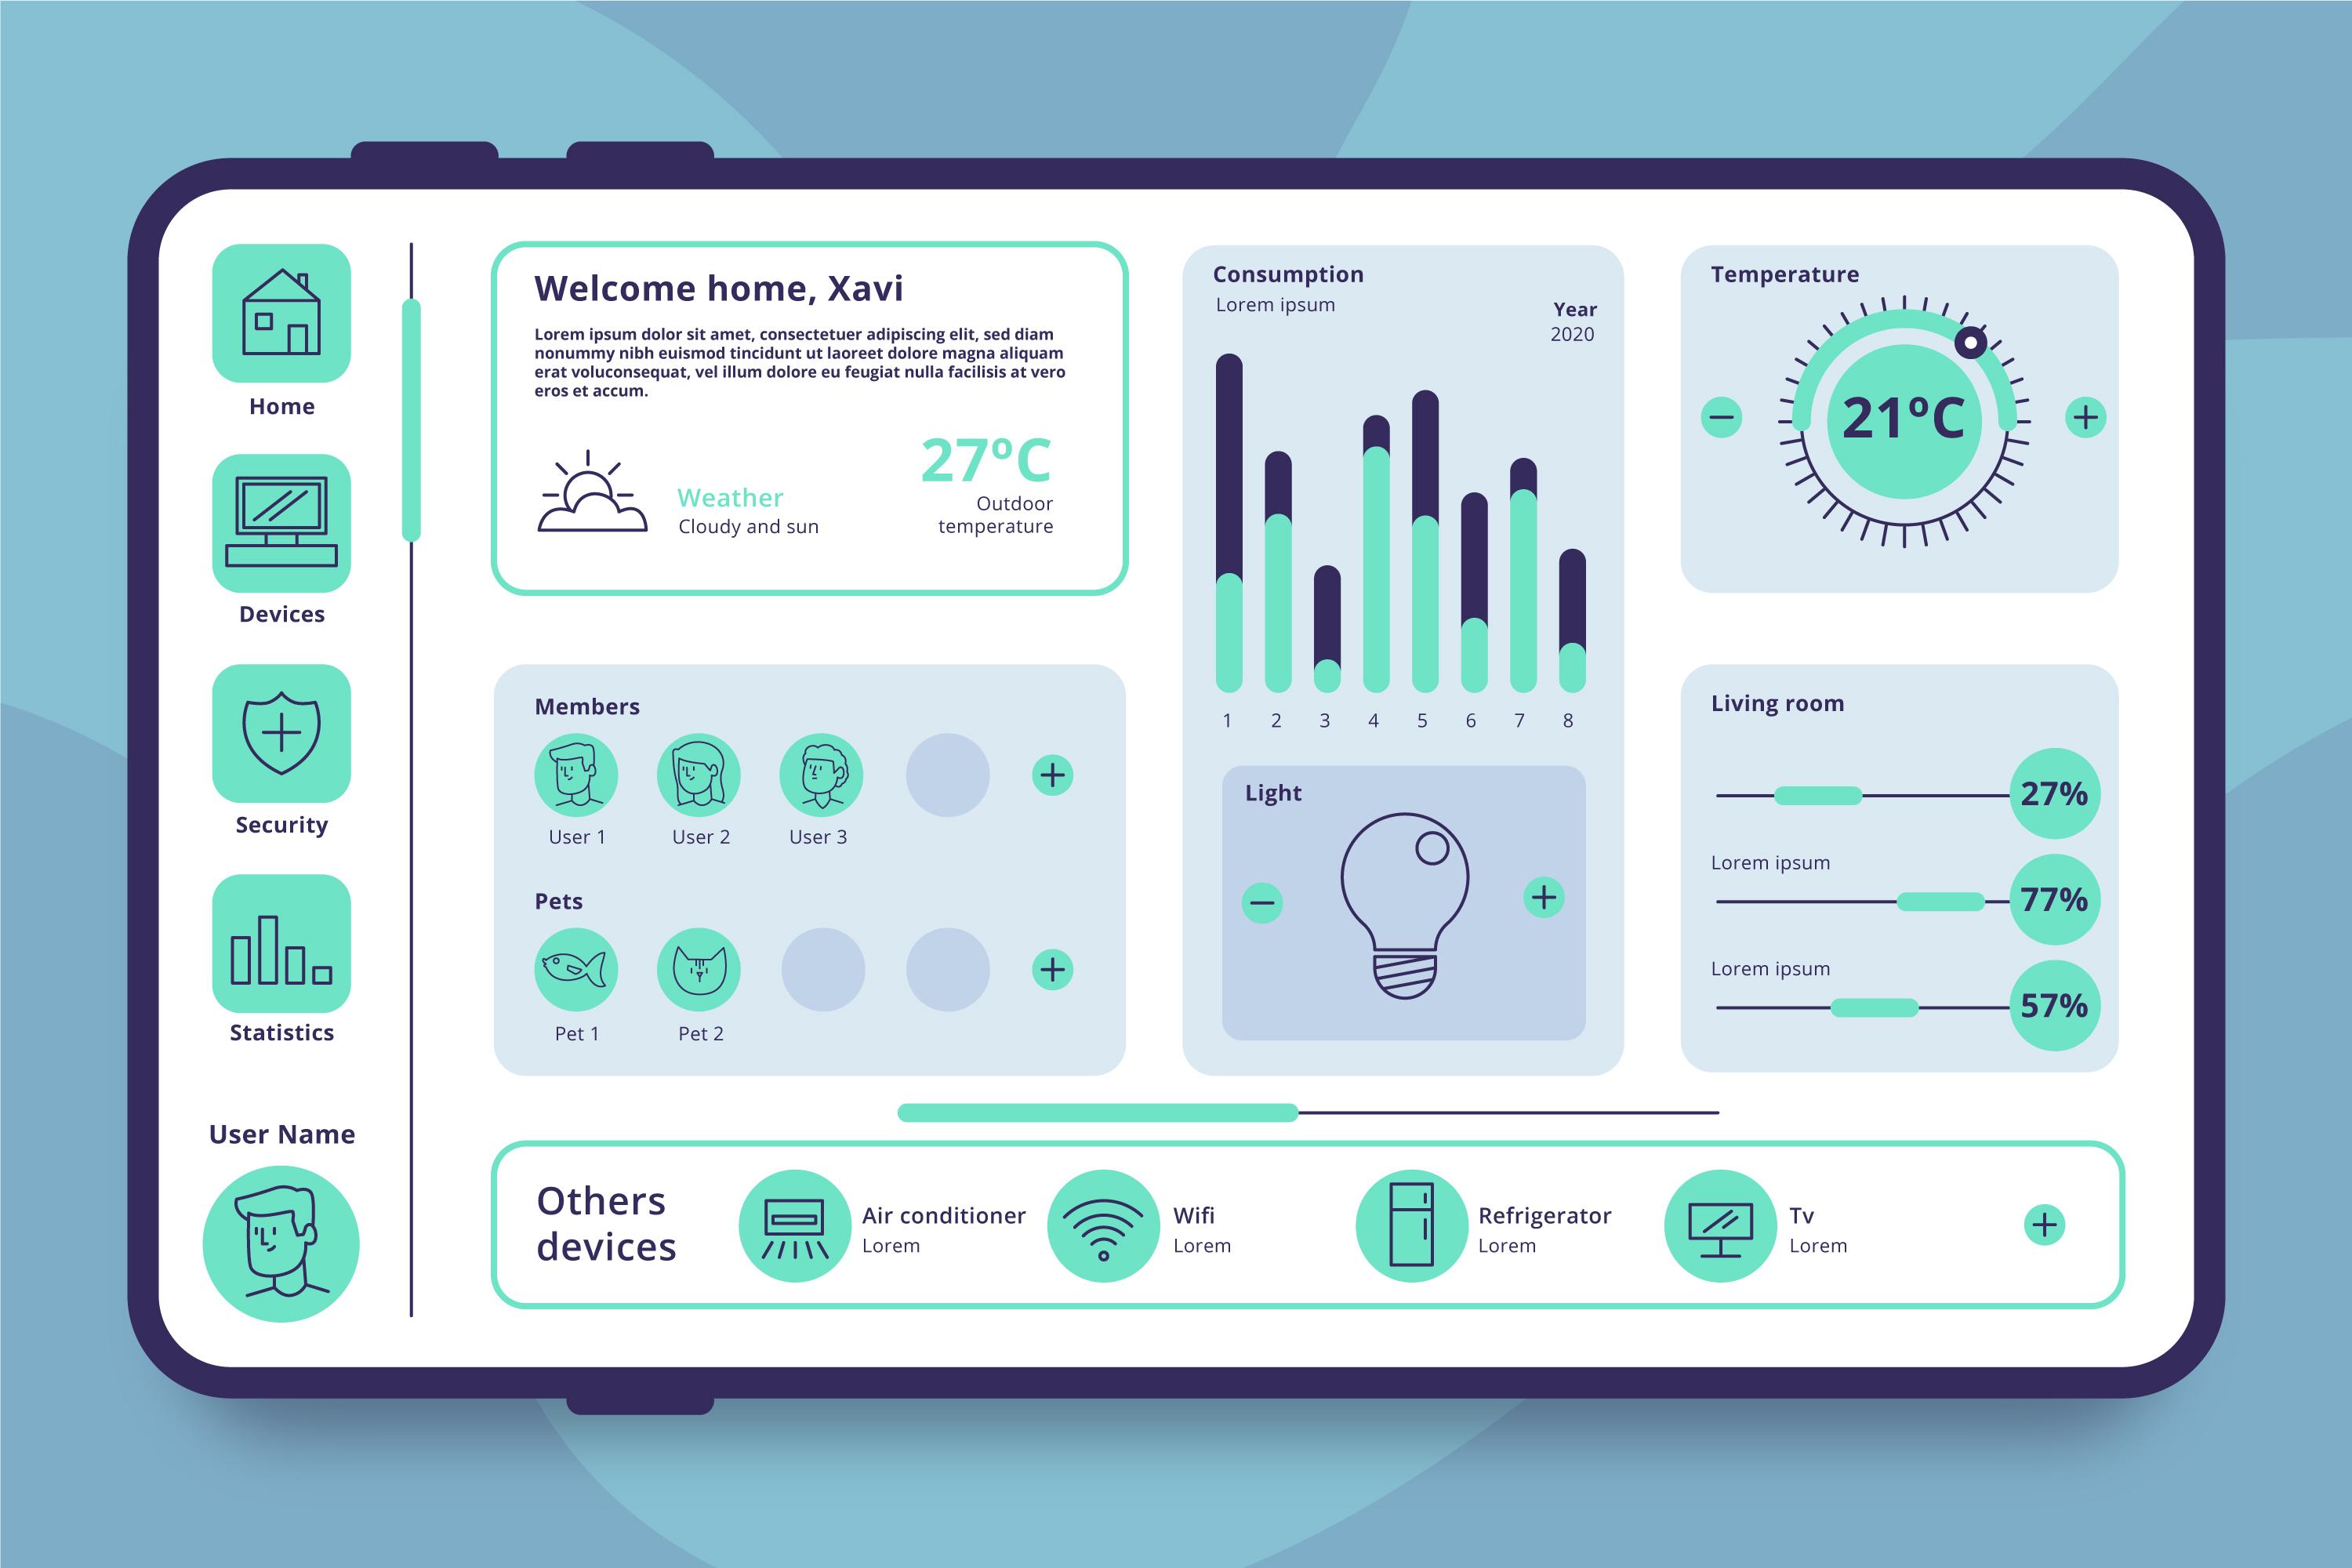 Home
Devices
Security
Statistics
User Name
Welcome home, Xavi
Lorem ipsum dolor sit amet, consectetuer adipiscing elit, sed diam
nonummy nibh euismod tincidunt ut laoreet dolore magna aliquam
erat voluconsequat, vel illum dolore eu feugiat nulla facilisis at vero
eros et accum.
Weather
Cloudy and sun
27ºC
Outdoor
temperature
Members
User 1
User 2
User 3
Pets
Pet 1
Pet 2
Consumption
Lorem ipsum
Year
2020
1 2 3 4 5 6 7 8
Light
Temperature
21ºC
Living room
27%
Lorem ipsum
77%
Lorem ipsum
57%
Others
devices
Air conditioner
Lorem
Wifi
Lorem
Refrigerator
Lorem
Tv
Lorem